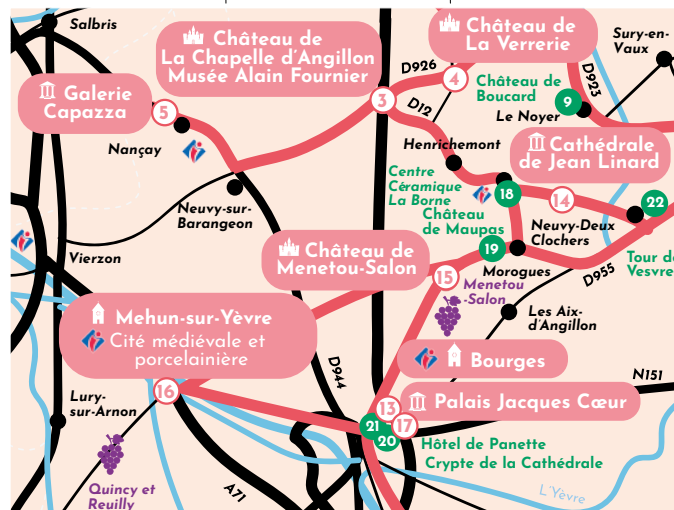 Salbris
Château de
La Chapelle d'Angillon
Musée Alain Fournier
Château de
La Verrerie
Sury-en-
Vaux
D926
4
D923
Galerie
Capazza
5
3
D12
Château de
Boucard
9
Le Noyer
Nançay
Henrichemont
Cathédrale
de Jean Linard
Centre
Céramique
La Borne
18
14
22
Neuvy-sur-
Barangeon
Château
de Maupas
Neuvy-Deux
Clochers
Vierzon
Château de
Menetou-Salon
19
Morogues
D955
Tour de
Vesvre
15
Menetou
-Salon
Mehun-sur-Yèvre
Cité médiévale et
porcelainière
Les Aix-
d'Angillon
D944
Bourges
N151
16
Lury-
sur-Arnon
13
Palais Jacques Cœur
21
17
20
Hôtel de Panette
Crypte de la Cathédrale
Quincy et
Reuilly
A71
L'Yèvre